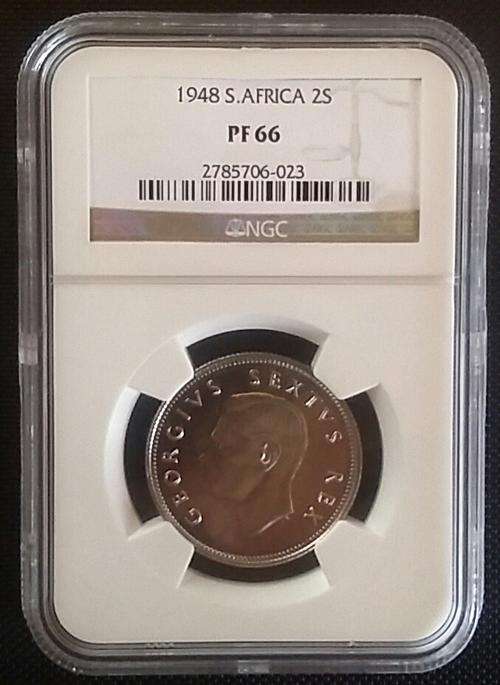 1948 S.AFRICA 2S
PF 66
2785706-023
NGC
GEORGIVS SEXTVS REX